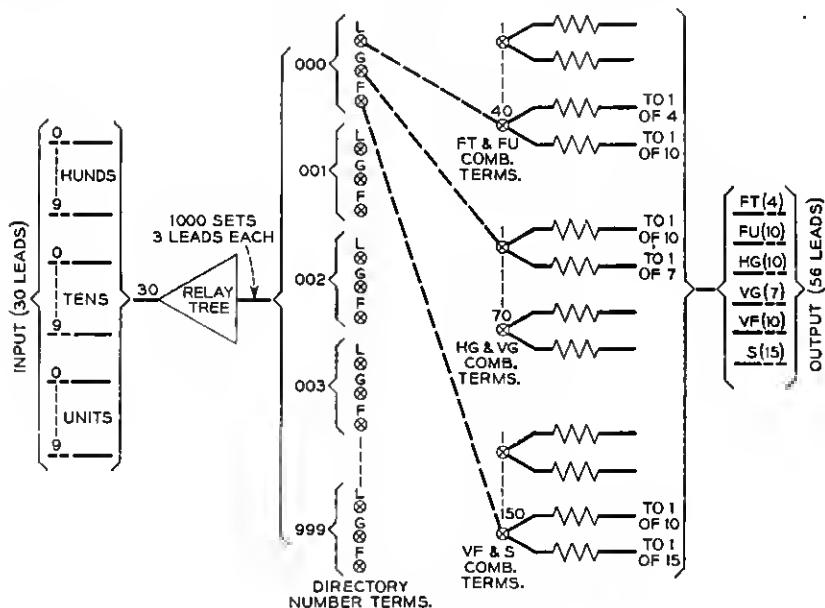 INPUT (30 LEADS)
0
HUNDS
9
0
TENS
9
0
UNITS
9
30
RELAY
TREE
1000 SETS
3 LEADS EACH
000
L
G
F
001
L
G
F
002
L
G
F
003
L
G
F
999
L
G
F
DIRECTORY
NUMBER TERMS.
1
40
TO 1
OF 4
TO 1
OF 10
FT & FU
COMB.
TERMS.
1
TO 1
OF 10
TO 1
OF 7
70
HG & VG
COMB.
TERMS.
150
TO 1
OF 10
TO 1
OF 15
VF & S
COMB.
TERMS.
FT(4)
FU(10)
HG(10)
VG(7)
VF(10)
S(15)
OUTPUT (56 LEADS)